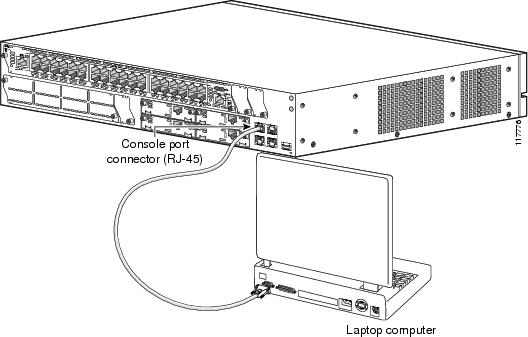 Console port
connector (RJ-45)
117776
Laptop computer